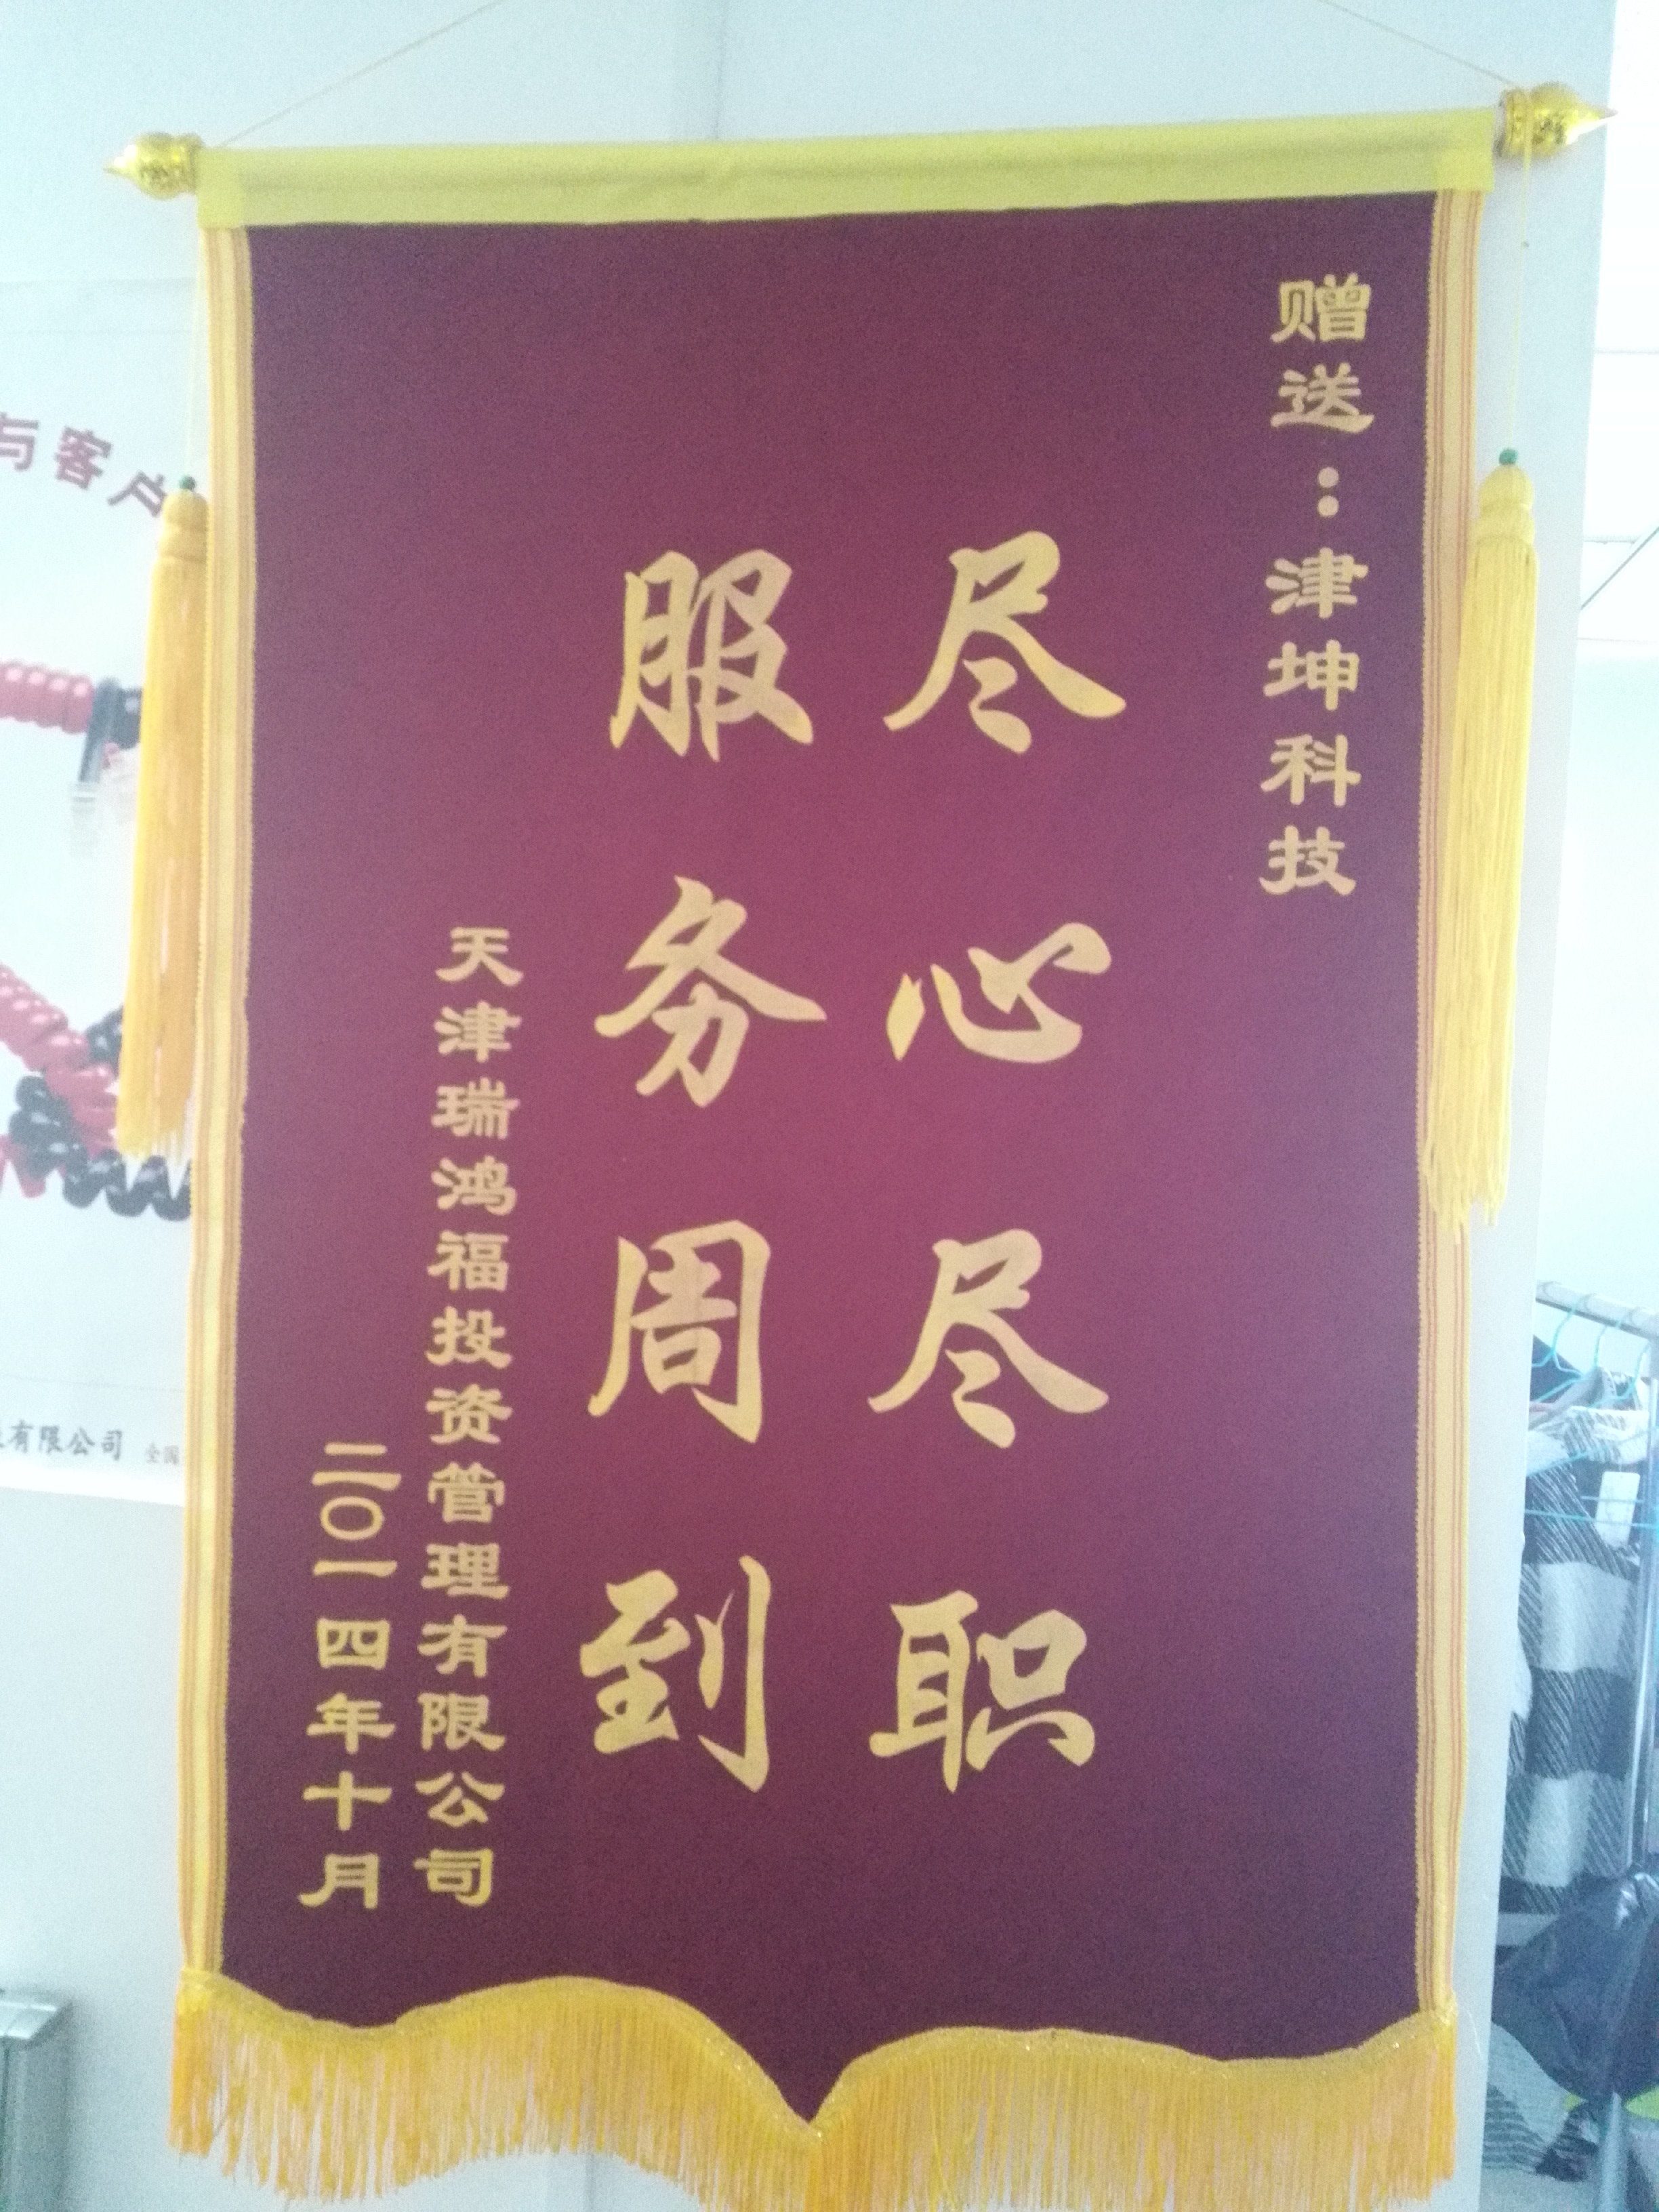 赠送：津坤科技
尽心尽职
服务周到
天津瑞鸿福投资管理有限公司
二〇一四年十月
与客户
有限公司
全国